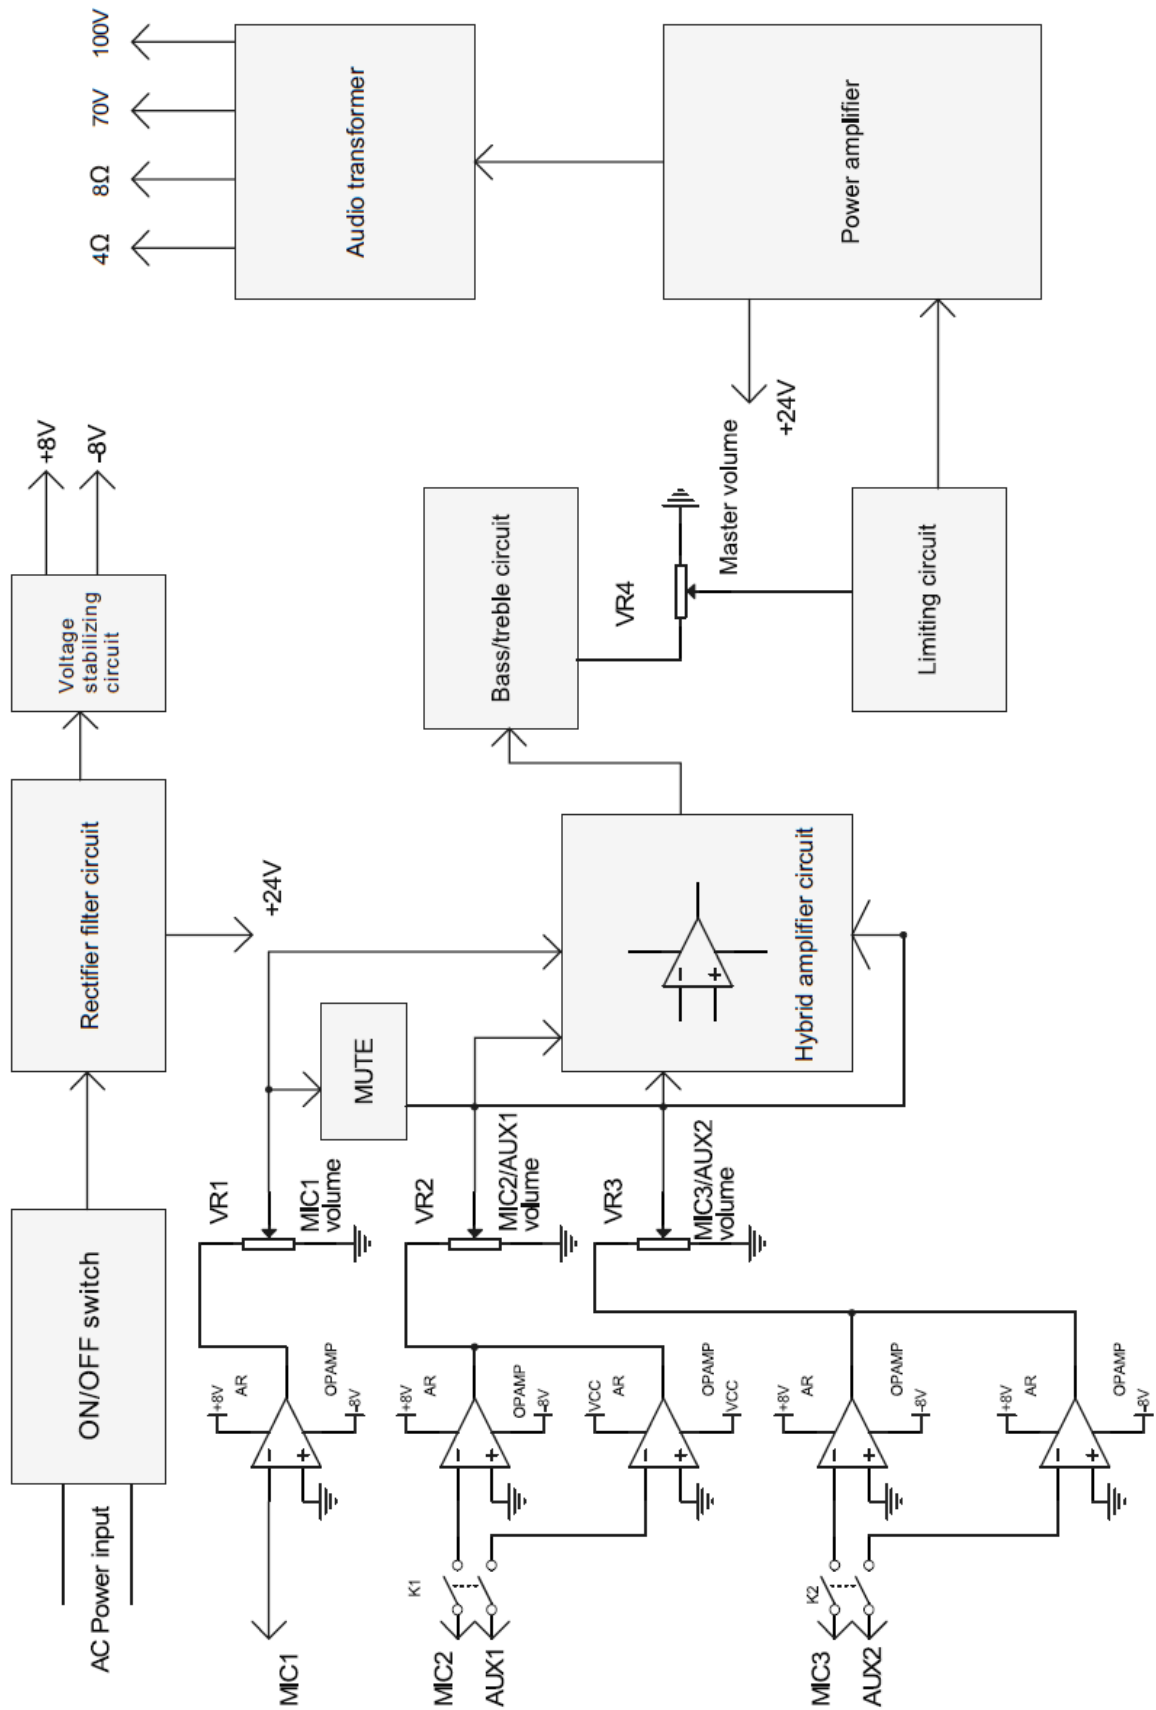 AC Power input
ON/OFF switch
Rectifier filter circuit
Voltage
stabilizing
circuit
+8V
-8V
+24V
MIC1
+8V
AR
OPAMP
-8V
VR1
MIC1
volume
MUTE
MIC2
AUX1
K1
+8V
AR
OPAMP
-8V
VCC
AR
OPAMP
VCC
VR2
MIC2/AUX1
volume
MIC3
AUX2
K2
+8V
AR
OPAMP
-8V
+8V
AR
OPAMP
-8V
VR3
MIC3/AUX2
volume
Hybrid amplifier circuit
Bass/treble circuit
VR4
Master volume
Limiting circuit
+24V
Power amplifier
Audio transformer
4Ω
8Ω
70V
100V